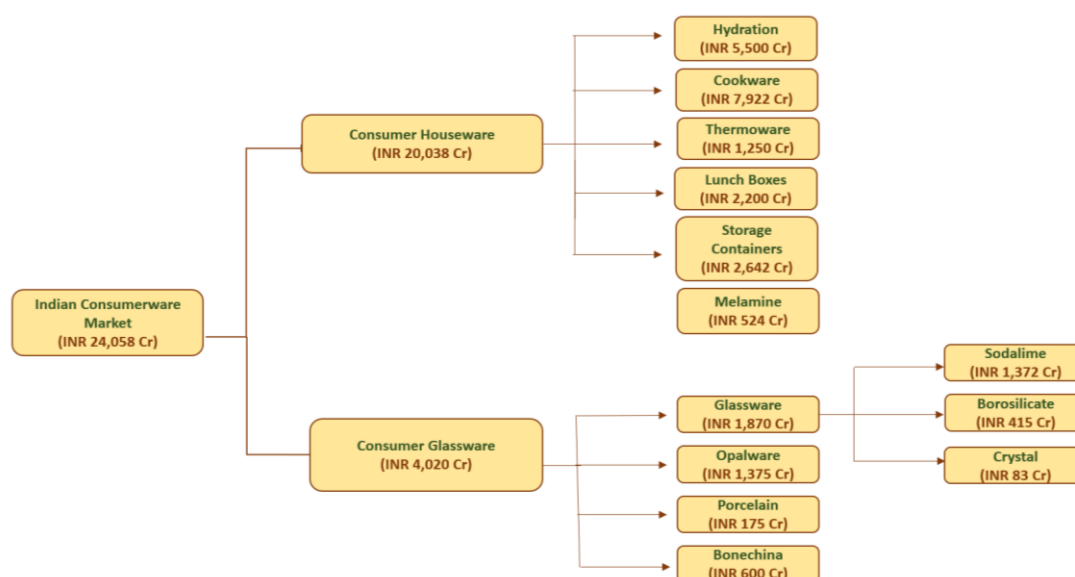 Hydration
(INR 5,500 Cr)
Cookware
(INR 7,922 Cr)
Consumer Houseware
(INR 20,038 Cr)
Thermoware
(INR 1,250 Cr)
Lunch Boxes
(INR 2,200 Cr)
Storage
Containers
(INR 2,642 Cr)
Melamine
(INR 524 Cr)
Indian Consumerware
Market
(INR 24,058 Cr)
Consumer Glassware
(INR 4,020 Cr)
Glassware
(INR 1,870 Cr)
Opalware
(INR 1,375 Cr)
Porcelain
(INR 175 Cr)
Bonechina
(INR 600 Cr)
Sodalime
(INR 1,372 Cr)
Borosilicate
(INR 415 Cr)
Crystal
(INR 83 Cr)